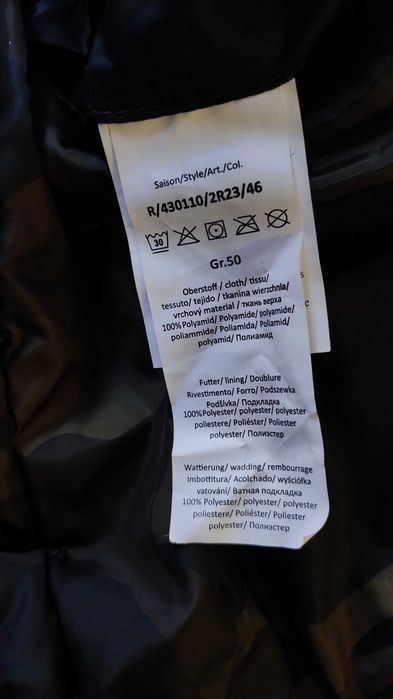 Saison/Style/Art./Col.
R/430110/2R23/46
30
Gr.50
Oberstoff / cloth/ tissu/
tessuto/ tejido / tkanina wierzchnia/
vrchový material / ткань верха
100%Polyamid/ Polyamide/ polyamide/
poliammide/ Poliamida/ Poliamid/
polyamid/ Полиамид
Futter/ lining/ Doublure
Rivestimento/ Forro/ Podszewka
Podšívka/ Подкладка
100%Polyester/ polyester/ polyester
poliestere/ Poliéster/ Poliester
polyester/ Полиэстер
Wattierung/ wadding/ rembourrage
Imbottitura/ Acolchado/ wyściółka
vatování/ Ватная подкладка
100% Polyester/ polyester/ polyester
poliestere/ Poliéster/ Poliester
polyester/ Полиэстер